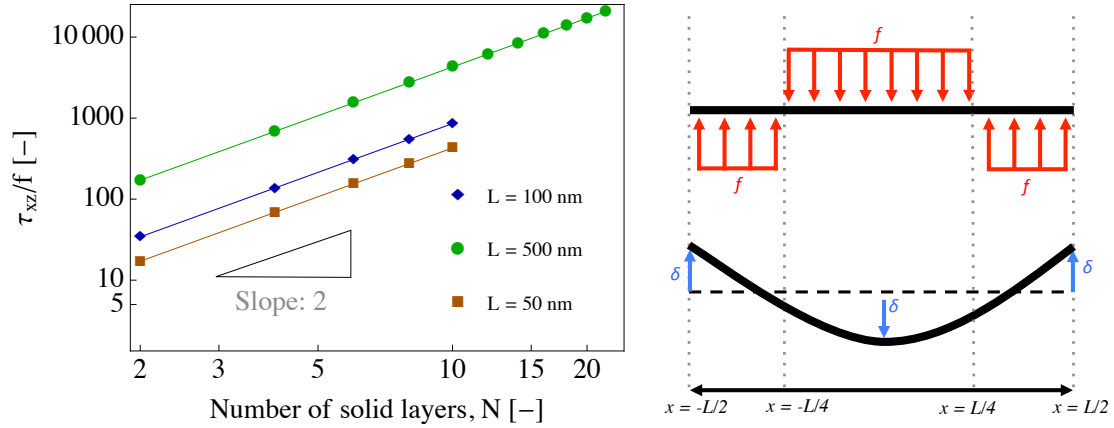 10 000
1000
100
10
5
τxz/f [−]
L = 100 nm
L = 500 nm
L = 50 nm
Slope: 2
2
3
5
10
15
20
Number of solid layers, N [−]
f
f
f
δ
δ
δ
x = -L/2
x = -L/4
x = L/4
x = L/2